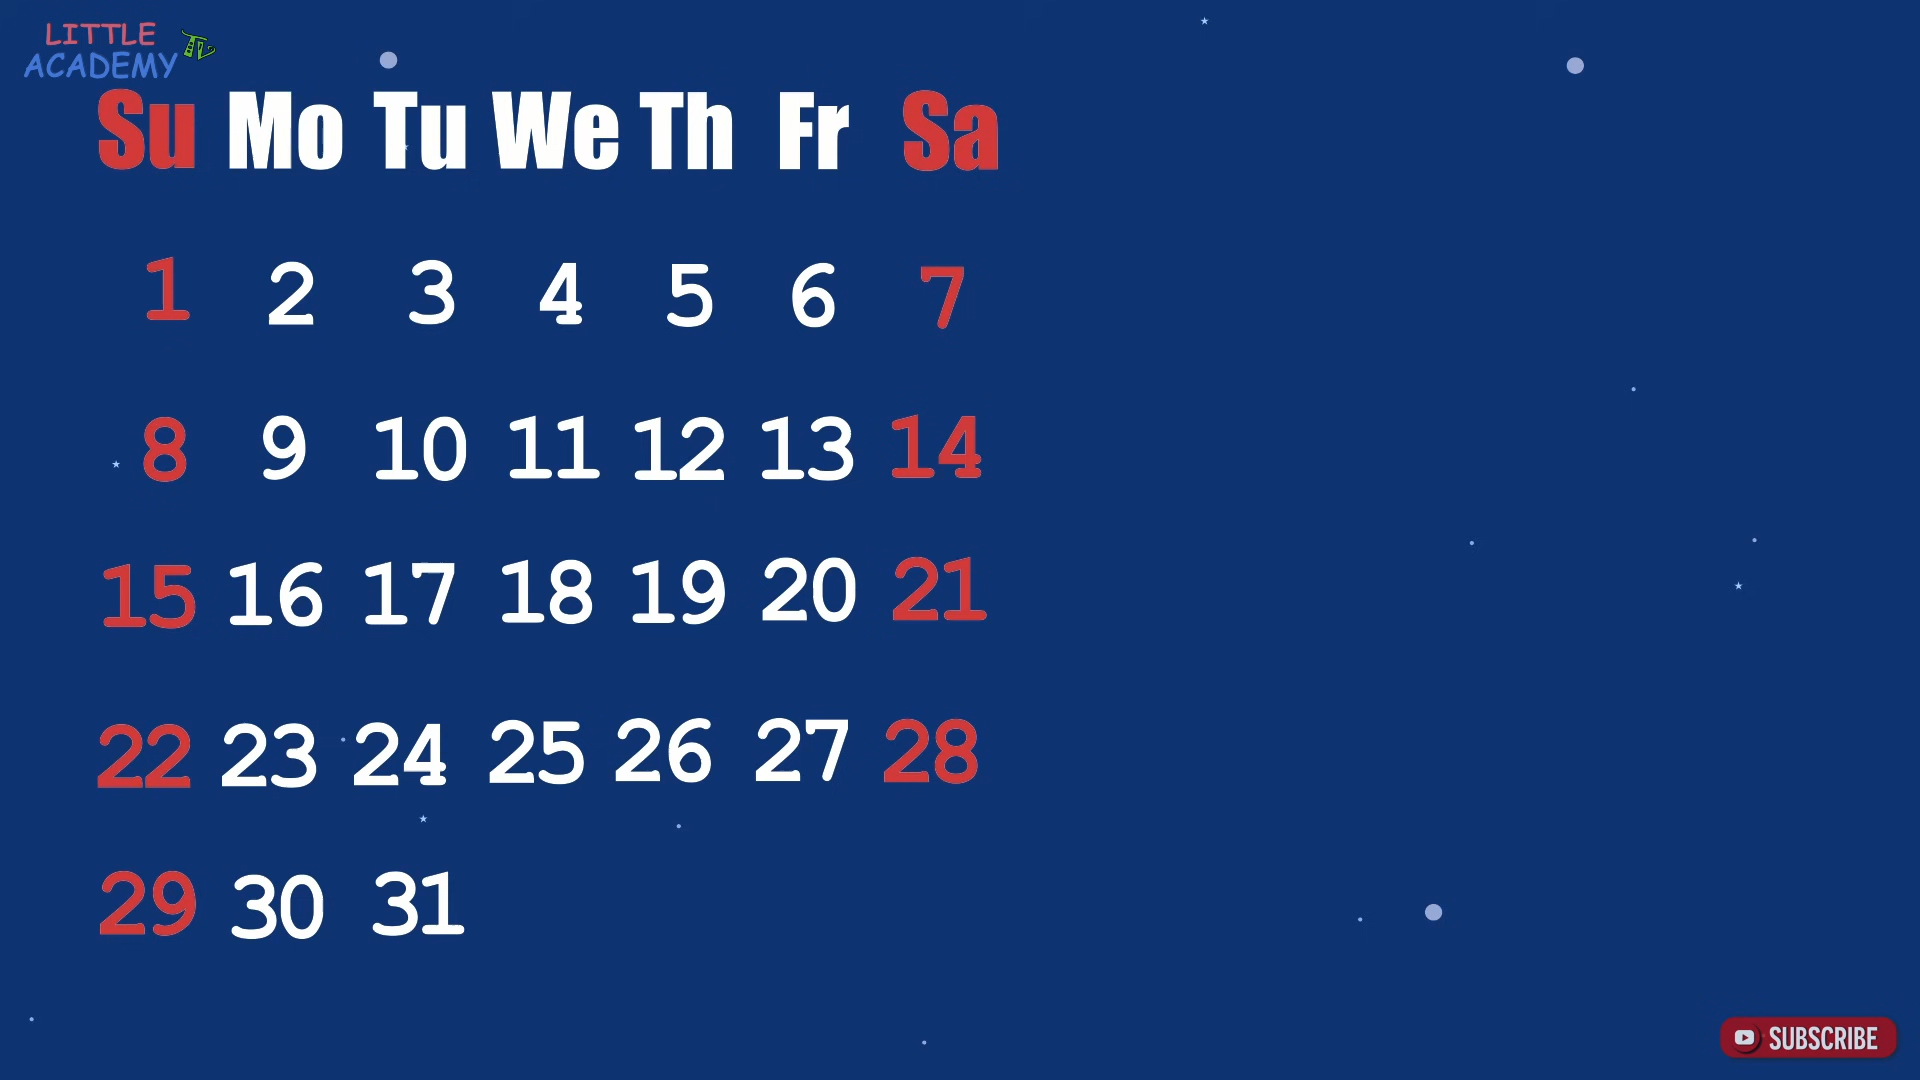 LITTLE
ACADEMY TV
Su Mo Tu We Th Fr Sa
1 2 3 4 5 6 7
8 9 10 11 12 13 14
15 16 17 18 19 20 21
22 23 24 25 26 27 28
29 30 31
SUBSCRIBE